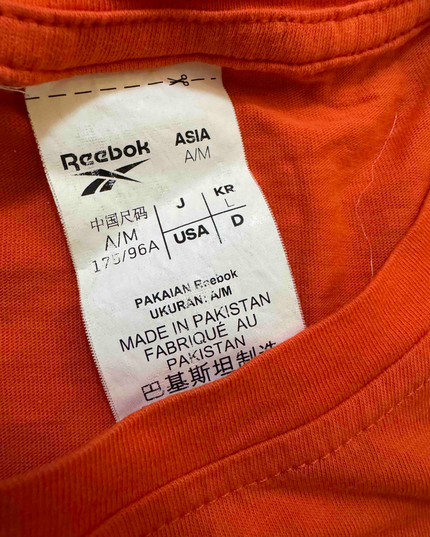 Reebok
ASIA
A/M
中国尺码
A/M
175/96A
J
KR
L
USA
D
PAKAIAN Reebok
UKURAN: A/M
MADE IN PAKISTAN
FABRIQUÉ AU
PAKISTAN
巴基斯坦制造